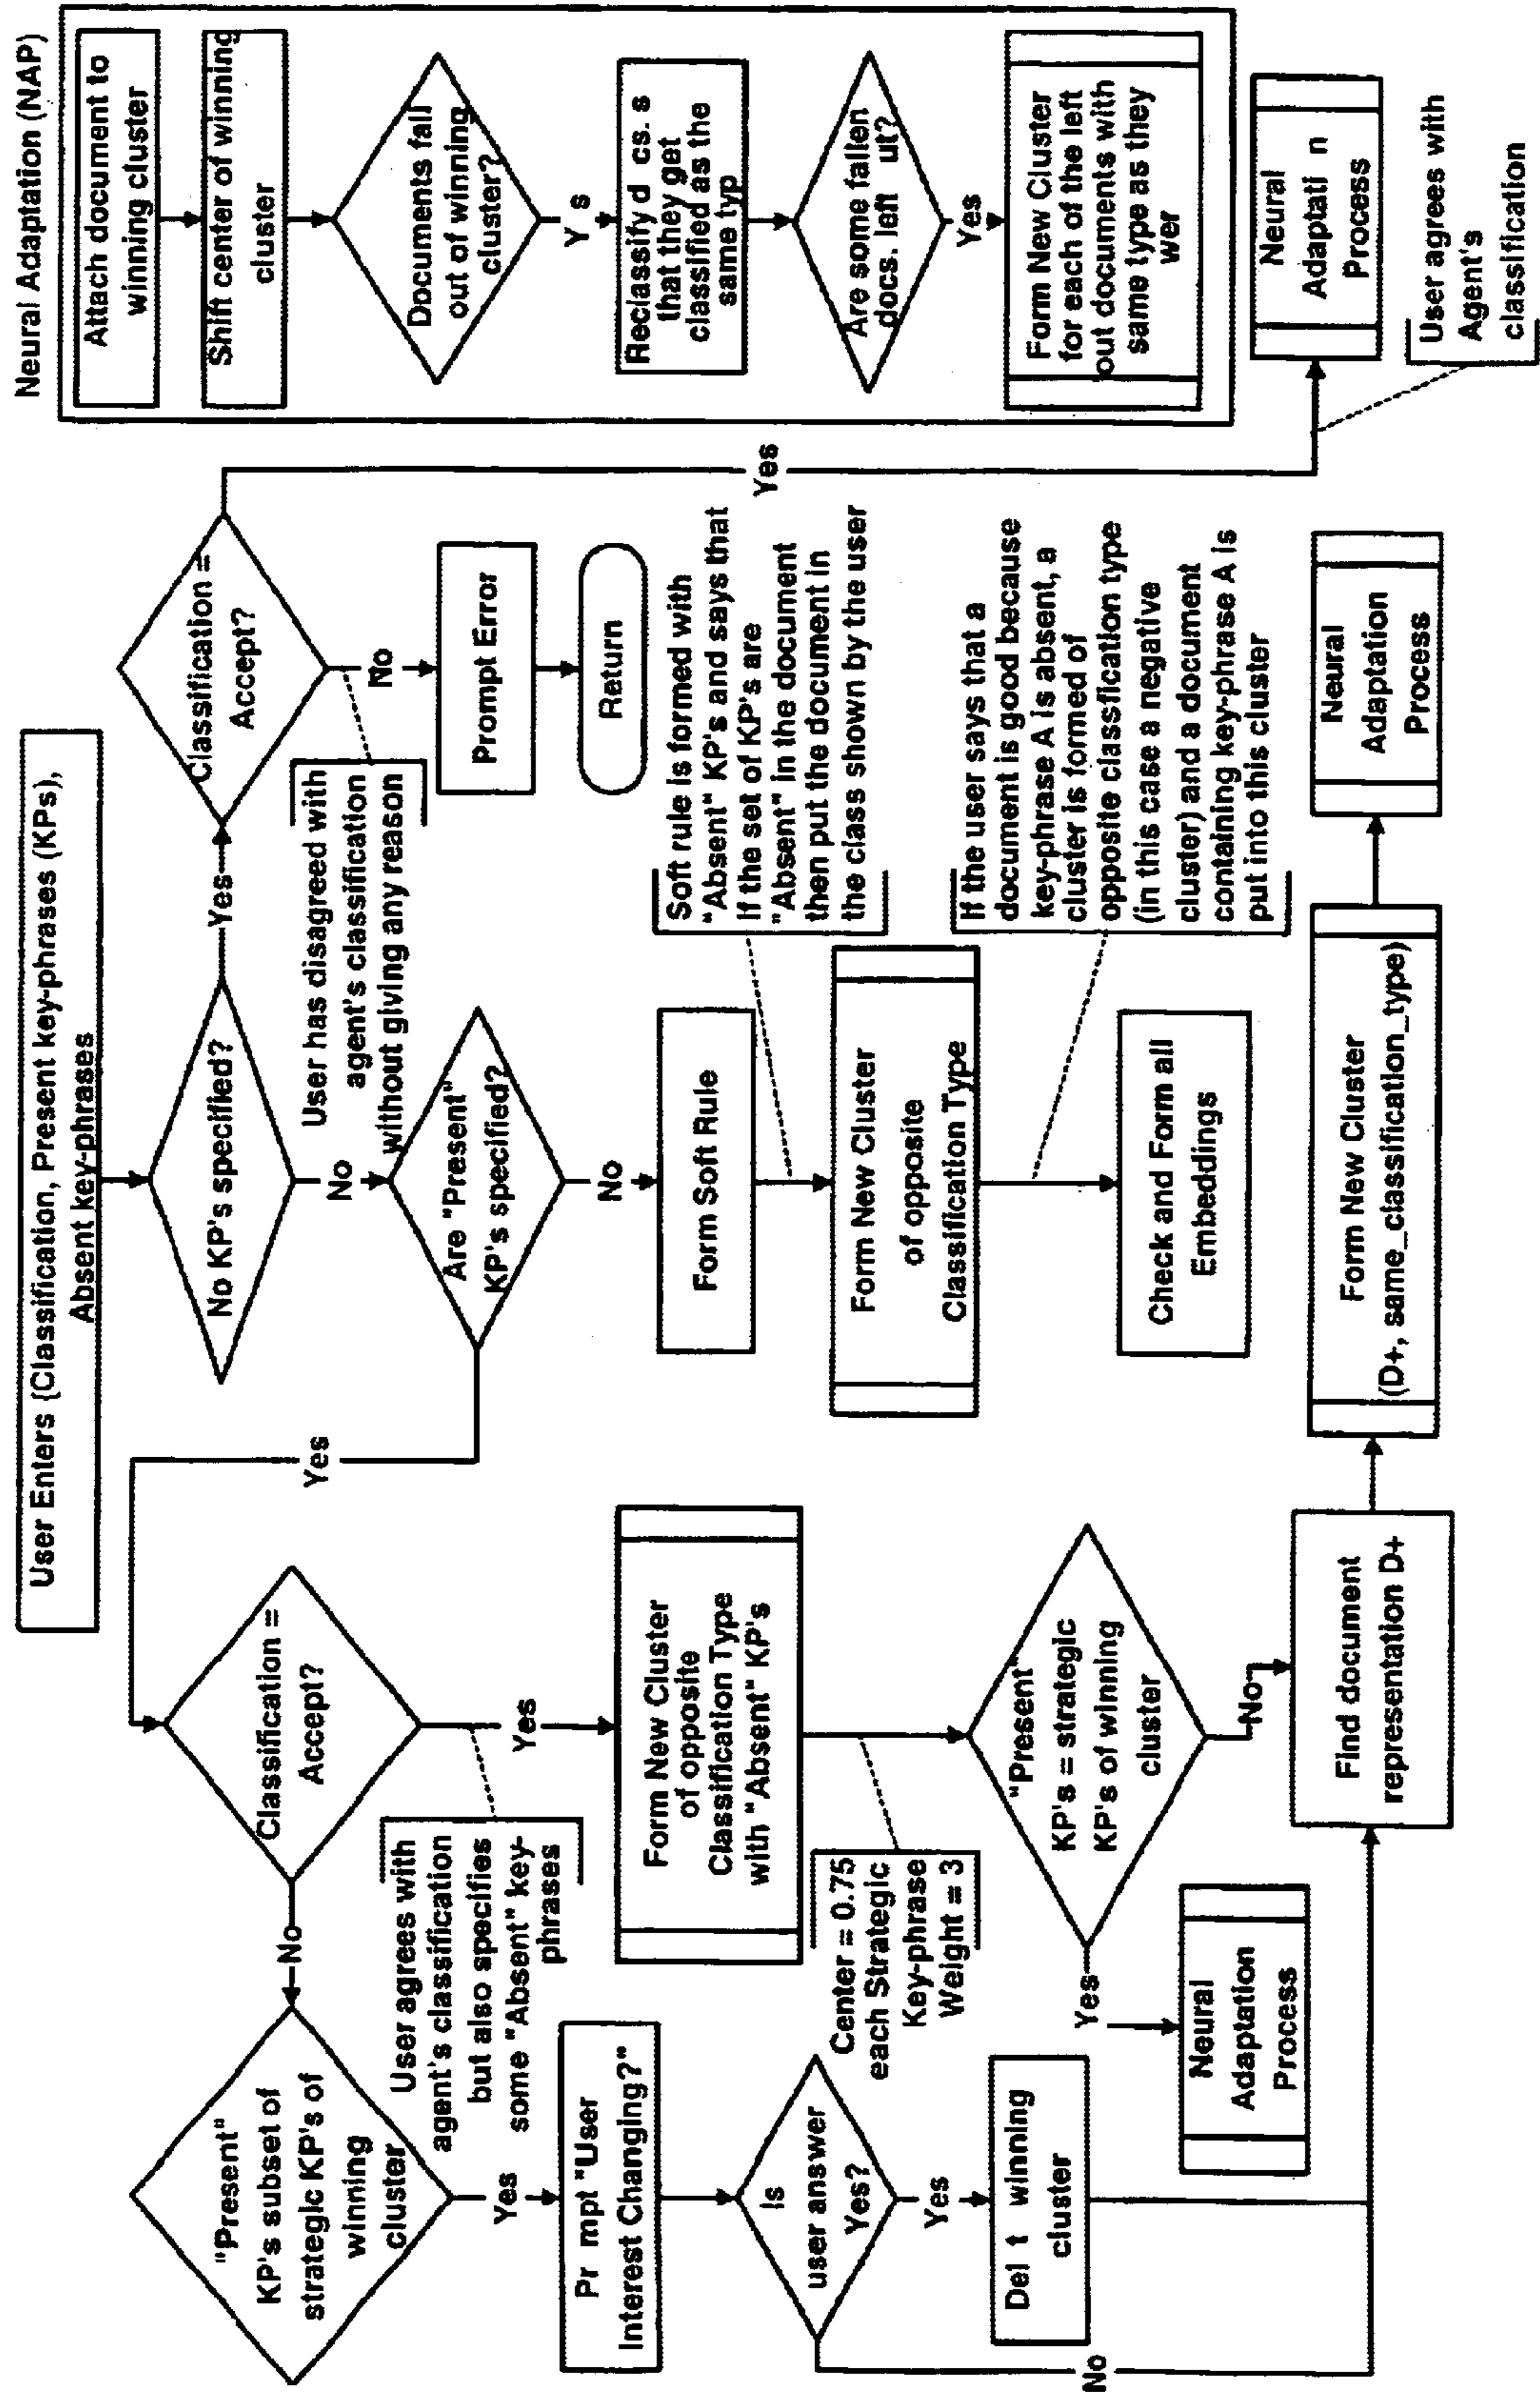 User Enters {Classification, Present key-phrases (KPs),
Absent key-phrases
No KP's specified?
Yes
No
Classification =
Accept?
Yes
No
User has disagreed with
agent's classification
without giving any reason
Prompt Error
Return
Are "Present"
KP's specified?
Yes
No
Form Soft Rule
Soft rule is formed with
"Absent" KP's and says that
If the set of KP's are
"Absent" in the document
then put the document in
the class shown by the user
Form New Cluster
of opposite
Classification Type
If the user says that a
document is good because
key-phrase A is absent, a
cluster is formed of
opposite classfication type
(in this case a negative
cluster) and a document
containing key-phrase A is
put into this cluster
Check and Form all
Embeddings
Classification =
Accept?
No
Yes
User agrees with
agent's classification
but also specifies
some "Absent" key-
phrases
Form New Cluster
of opposite
Classification Type
with "Absent" KP's
Center = 0.75
each Strategic
Key-phrase
Weight = 3
"Present
KP's = strategic
KP's of winning
cluster
Yes
No
Neural
Adaptation
Process
"Present"
KP's subset of
strategic KP's of
winning
cluster
Yes
Pr mpt "User
Interest Changing?"
Is
user answer
Yes?
Yes
No
Del t winning
cluster
Find document
representation D+
Form New Cluster
(D+, same_classification_type)
Neural
Adaptation
Process
Neural Adaptation (NAP)
Attach document to
winning cluster
Shift center of winning
cluster
Documents fall
out of winning
cluster?
Y s
Reclassify d cs. s
that they get
classified as the
same typ
Are some fallen
docs. left ut?
Yes
Form New Cluster
for each of the left
out documents with
same type as they
wer
Neural
Adaptati n
Process
User agrees with
Agent's
classification